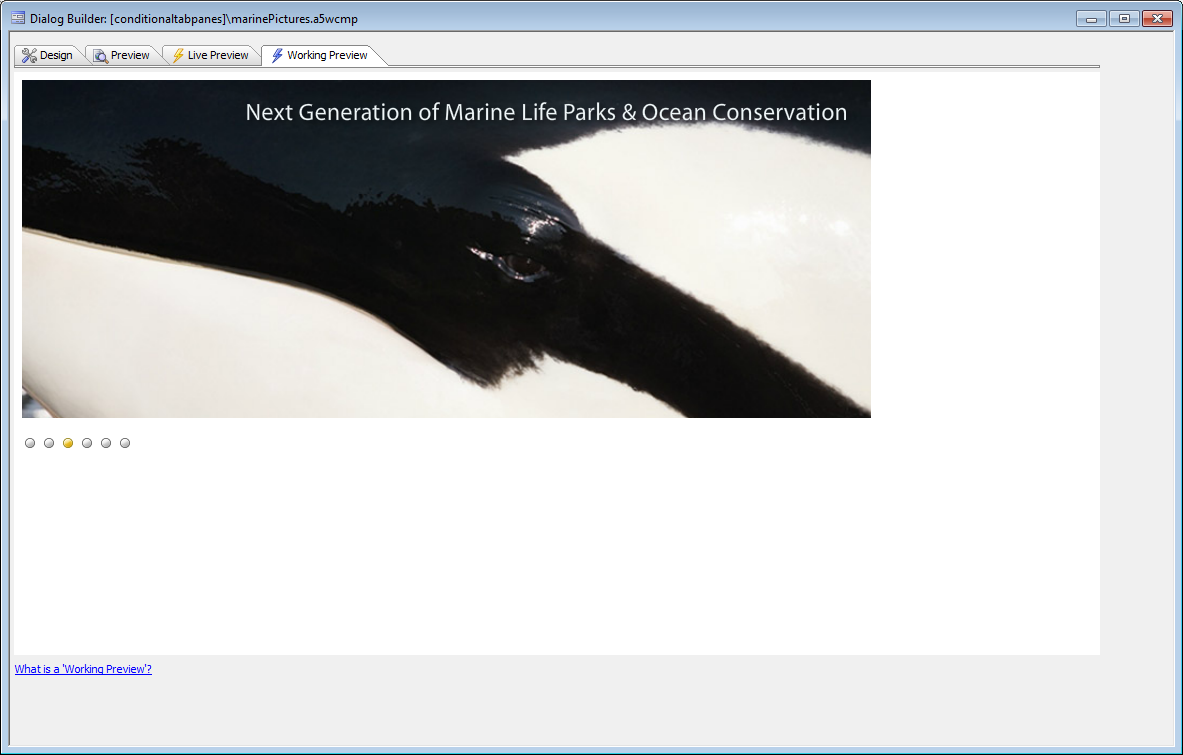 Dialog Builder: [conditionaltabpanes]\marinePictures.a5wcmp
Design Preview Live Preview Working Preview
Next Generation of Marine Life Parks & Ocean Conservation
What is a 'Working Preview'?